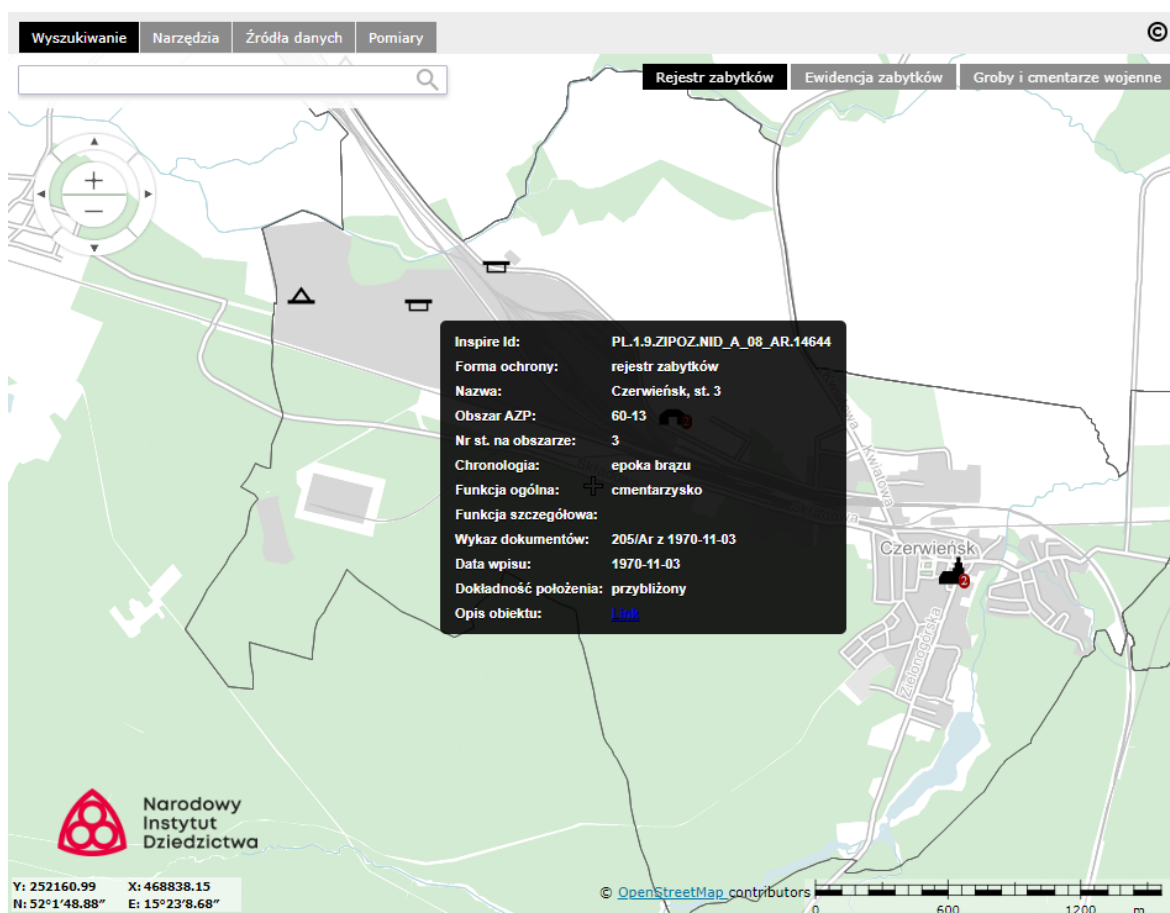 Wyszukiwanie Narzędzia Źródła danych Pomiary ©
Rejestr zabytków Ewidencja zabytków Groby i cmentarze wojenne
Inspire Id: PL.1.9.ZIPOZ.NID_A_08_AR.14644
Forma ochrony: rejestr zabytków
Nazwa: Czerwieńsk, st. 3
Obszar AZP: 60-13
Nr st. na obszarze: 3
Chronologia: epoka brązu
Funkcja ogólna: cmentarzysko
Funkcja szczegółowa:
Wykaz dokumentów: 205/Ar z 1970-11-03
Data wpisu: 1970-11-03
Dokładność położenia: przybliżony
Opis obiektu: Link
2
Kwiatowa
Kwiatowa
Czerwieńsk
2
Zielonogórska
Narodowy
Instytut
Dziedzictwa
Y: 252160.99 X: 468838.15
N: 52°1'48.88" E: 15°23'8.68"
© OpenStreetMap contributors
0 600 1200 m